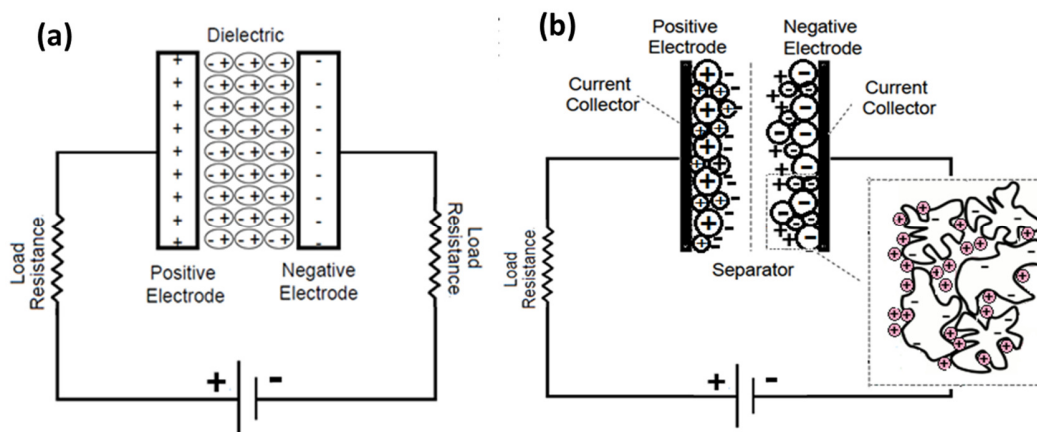 (a)
Dielectric
Load
Resistance
Positive
Electrode
Negative
Electrode
Load
Resistance
+ -
(b)
Positive
Electrode
Negative
Electrode
Current
Collector
Current
Collector
Separator
Load
Resistance
+ -